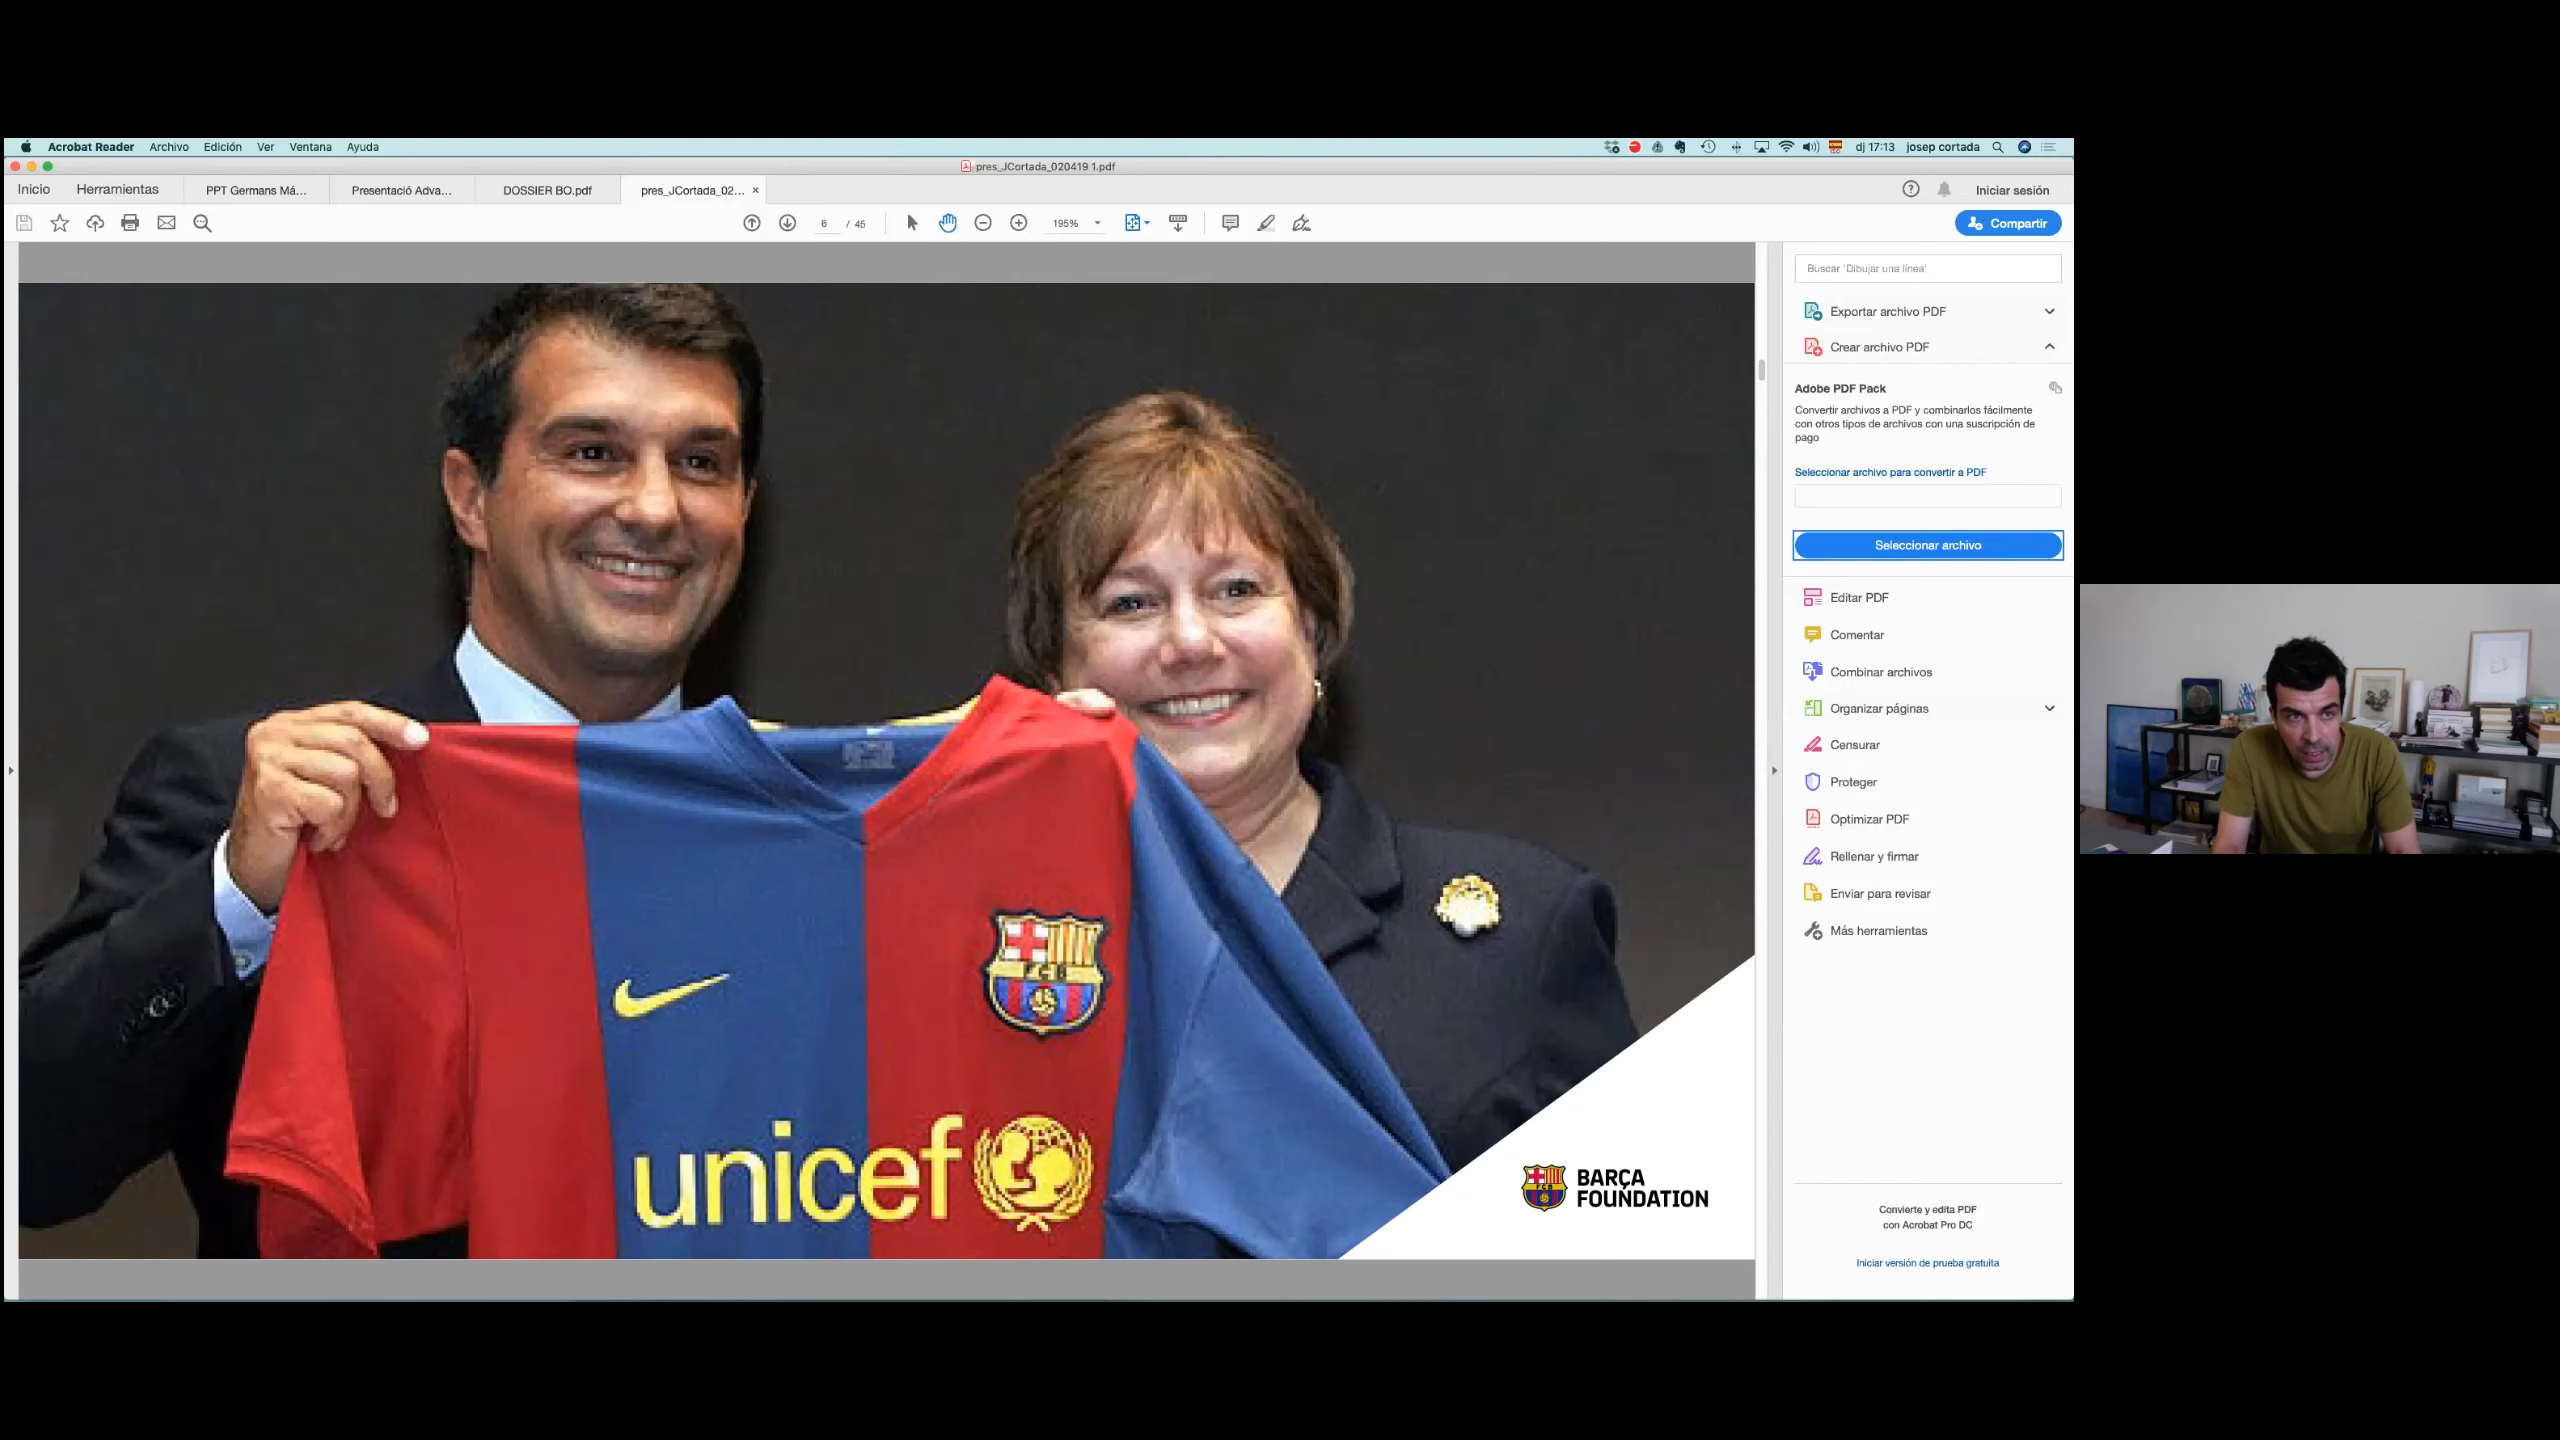 Acrobat Reader Archivo Edición Ver Ventana Ayuda
dj 17:13 josep cortada
pres_JCortada_020419 1.pdf
Inicio Herramientas PPT Germans Má... Presentació Adva... DOSSIER BO.pdf pres_JCortada_02... ×
Iniciar sesión
6 / 45
195%
Compartir
Buscar 'Dibujar una línea'
Exportar archivo PDF
Crear archivo PDF
Adobe PDF Pack
Convertir archivos a PDF y combinarlos fácilmente
con otros tipos de archivos con una suscripción de
pago
Seleccionar archivo para convertir a PDF
Seleccionar archivo
Editar PDF
Comentar
Combinar archivos
Organizar páginas
Censurar
Proteger
Optimizar PDF
Rellenar y firmar
Enviar para revisar
Más herramientas
Convierte y edita PDF
con Acrobat Pro DC
Iniciar versión de prueba gratuita
FCB
unicef
FCB
BARÇA
FOUNDATION